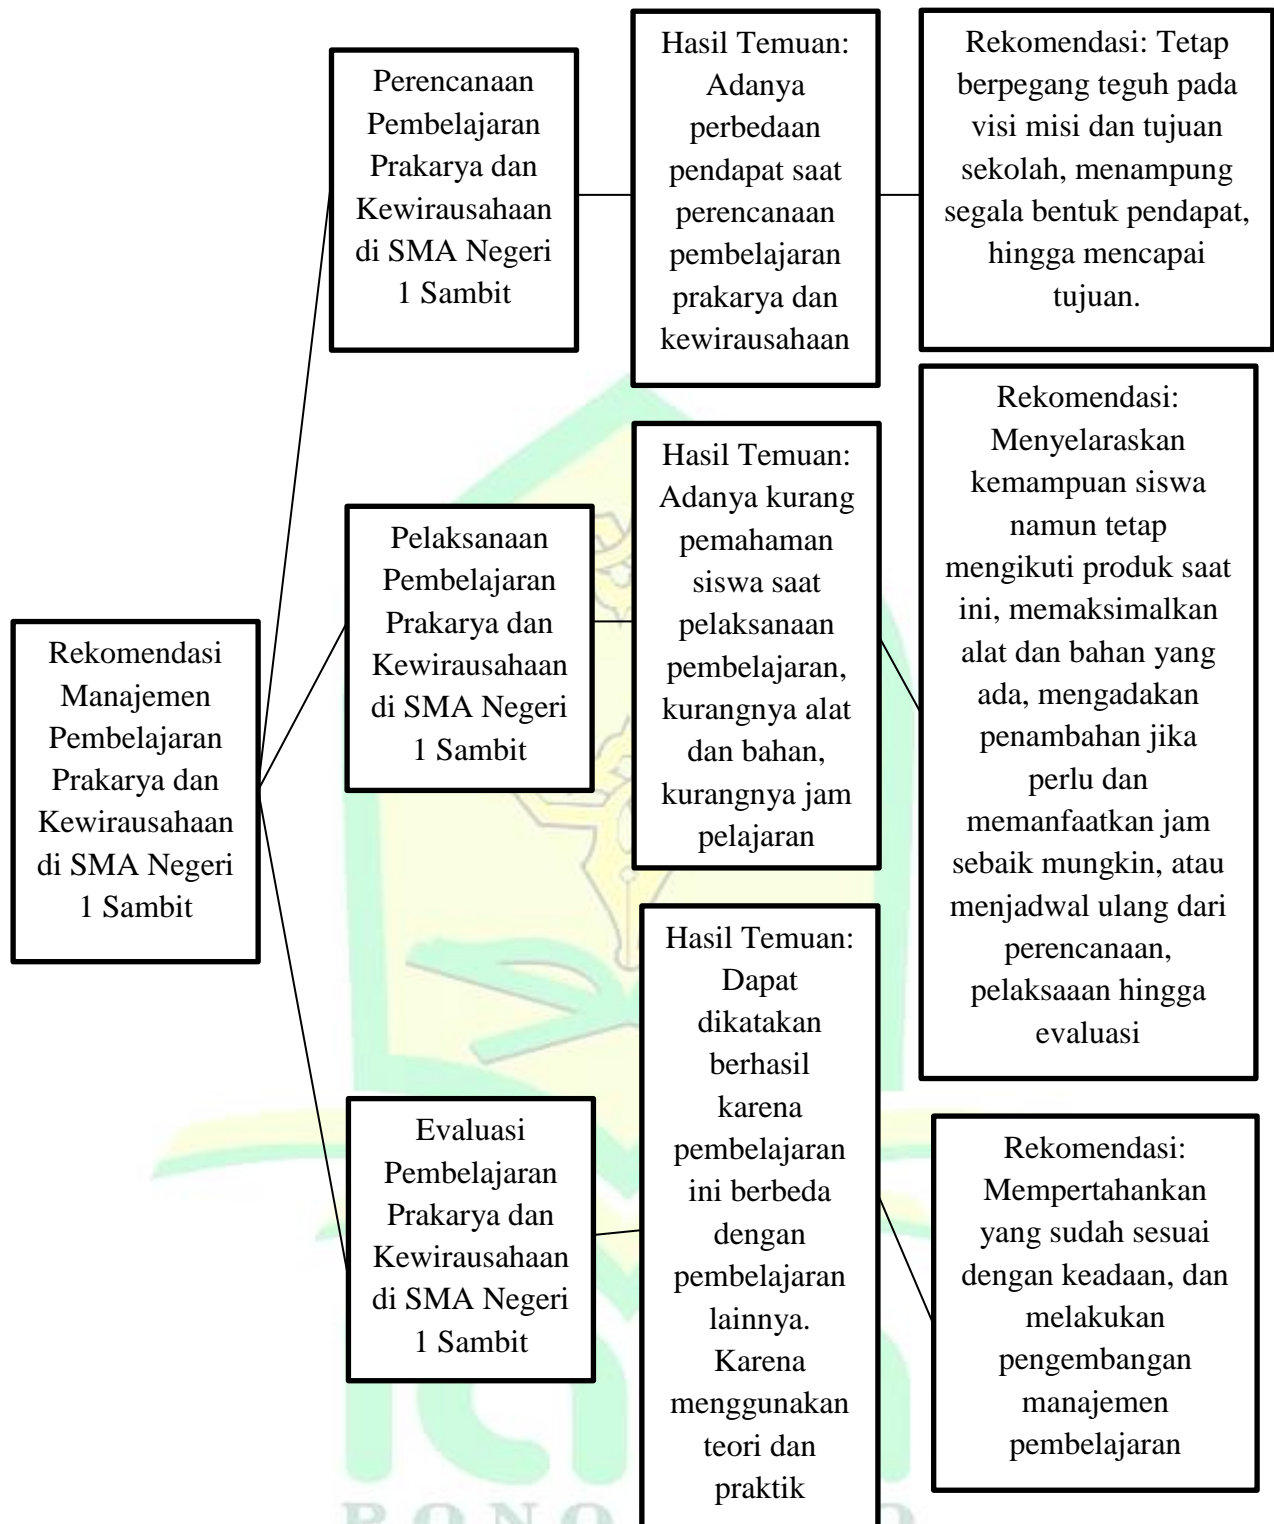 Rekomendasi
Manajemen
Pembelajaran
Prakarya dan
Kewirausahaan
di SMA Negeri
1 Sambit
Perencanaan
Pembelajaran
Prakarya dan
Kewirausahaan
di SMA Negeri
1 Sambit
Hasil Temuan:
Adanya
perbedaan
pendapat saat
perencanaan
pembelajaran
prakarya dan
kewirausahaan
Rekomendasi: Tetap
berpegang teguh pada
visi misi dan tujuan
sekolah, menampung
segala bentuk pendapat,
hingga mencapai
tujuan.
Pelaksanaan
Pembelajaran
Prakarya dan
Kewirausahaan
di SMA Negeri
1 Sambit
Hasil Temuan:
Adanya kurang
pemahaman
siswa saat
pelaksanaan
pembelajaran,
kurangnya alat
dan bahan,
kurangnya jam
pelajaran
Rekomendasi:
Menyelaraskan
kemampuan siswa
namun tetap
mengikuti produk saat
ini, memaksimalkan
alat dan bahan yang
ada, mengadakan
penambahan jika
perlu dan
memanfaatkan jam
sebaik mungkin, atau
menjadwal ulang dari
perencanaan,
pelaksaaan hingga
evaluasi
Evaluasi
Pembelajaran
Prakarya dan
Kewirausahaan
di SMA Negeri
1 Sambit
Hasil Temuan:
Dapat
dikatakan
berhasil
karena
pembelajaran
ini berbeda
dengan
pembelajaran
lainnya.
Karena
menggunakan
teori dan
praktik
Rekomendasi:
Mempertahankan
yang sudah sesuai
dengan keadaan, dan
melakukan
pengembangan
manajemen
pembelajaran